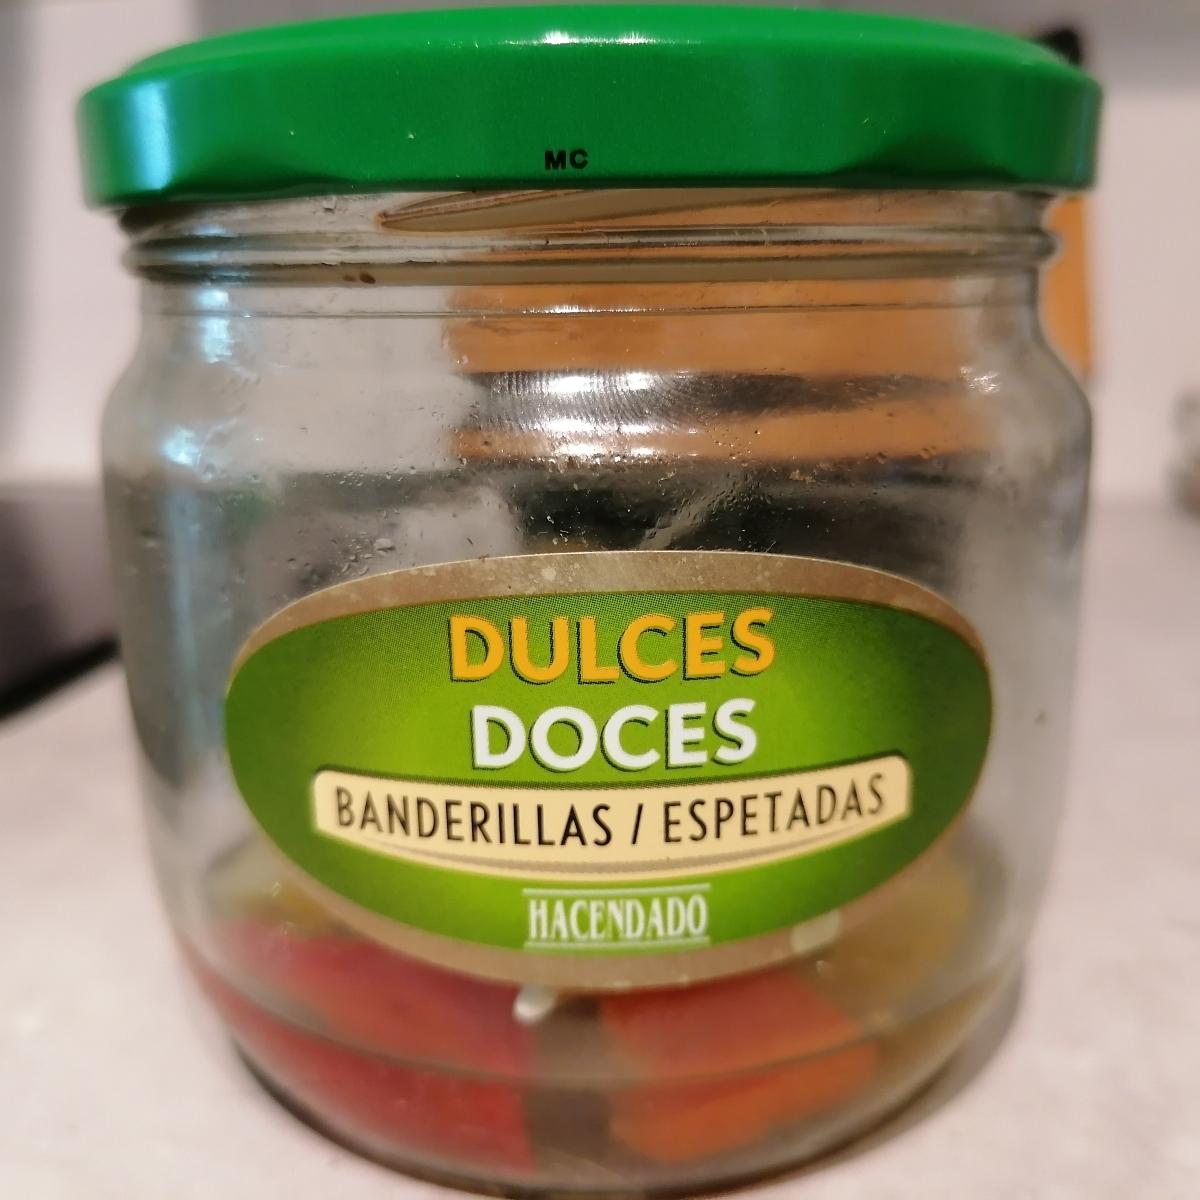 MC
DULCES
DOCES
BANDERILLAS / ESPETADAS
HACENDADO